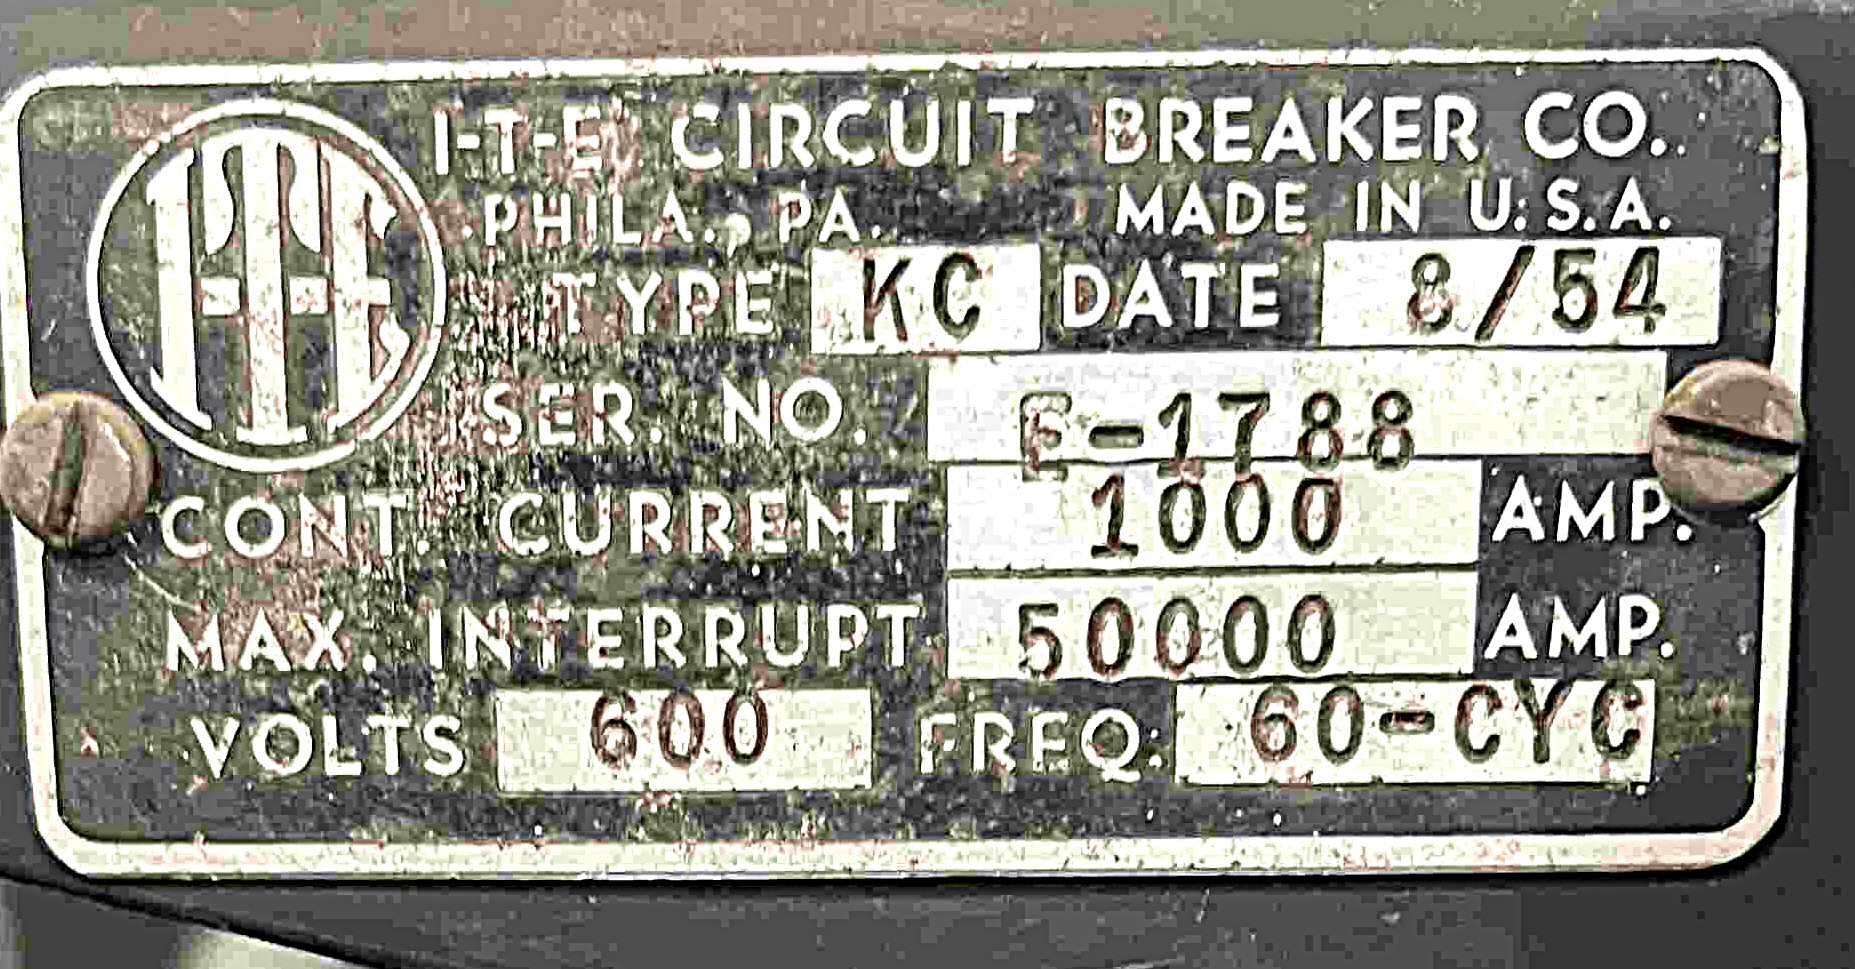 I-T-E CIRCUIT BREAKER CO.
PHILA., PA. MADE IN U.S.A.
I-T-E
TYPE KC DATE 8/54
SER. NO. E-1788
CONT. CURRENT 1000 AMP.
MAX. INTERRUPT 50000 AMP.
VOLTS 600 FREQ. 60-CYC